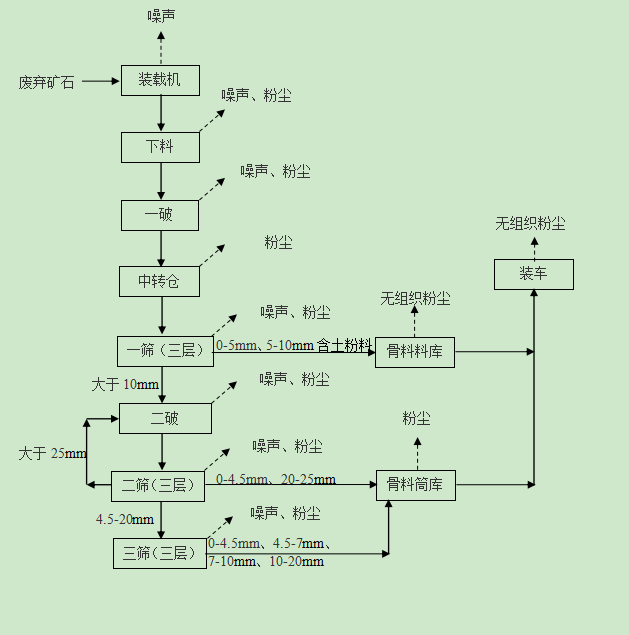 噪声
废弃矿石
装载机
噪声、粉尘
下料
噪声、粉尘
一破
无组织粉尘
粉尘
中转仓
装车
无组织粉尘
噪声、粉尘
一筛（三层）
0-5mm、5-10mm 含土粉料
骨料料库
大于 10mm
噪声、粉尘
二破
粉尘
大于 25mm
噪声、粉尘
二筛（三层）
0-4.5mm、20-25mm
骨料筒库
4.5-20mm
噪声、粉尘
三筛（三层）
0-4.5mm、4.5-7mm、
7-10mm、10-20mm